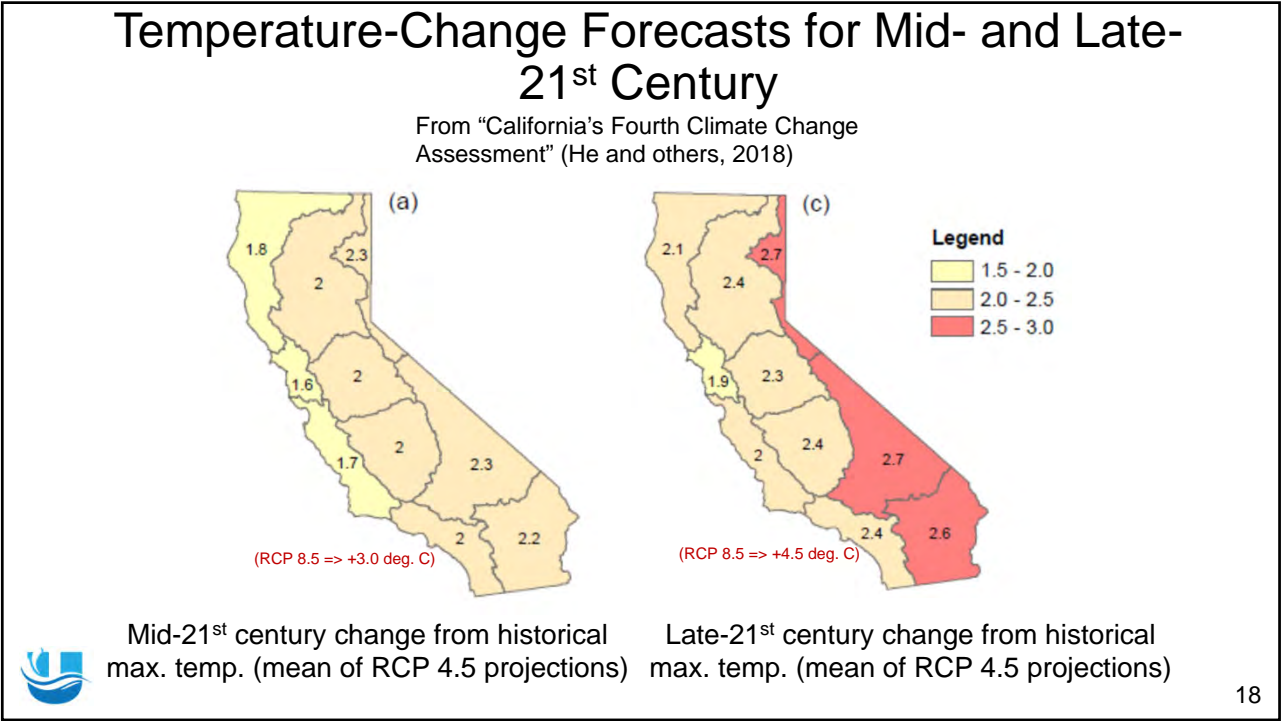 Temperature-Change Forecasts for Mid- and Late-
21st Century
From “California’s Fourth Climate Change
Assessment” (He and others, 2018)
(a)
1.8
2.3
2
1.6
2
1.7
2
2.3
2
2.2
(RCP 8.5 => +3.0 deg. C)
(c)
2.1
2.7
2.4
1.9
2.3
2
2.4
2.7
2.4
2.6
(RCP 8.5 => +4.5 deg. C)
Legend
1.5 - 2.0
2.0 - 2.5
2.5 - 3.0
Mid-21st century change from historical
max. temp. (mean of RCP 4.5 projections)
Late-21st century change from historical
max. temp. (mean of RCP 4.5 projections)
18